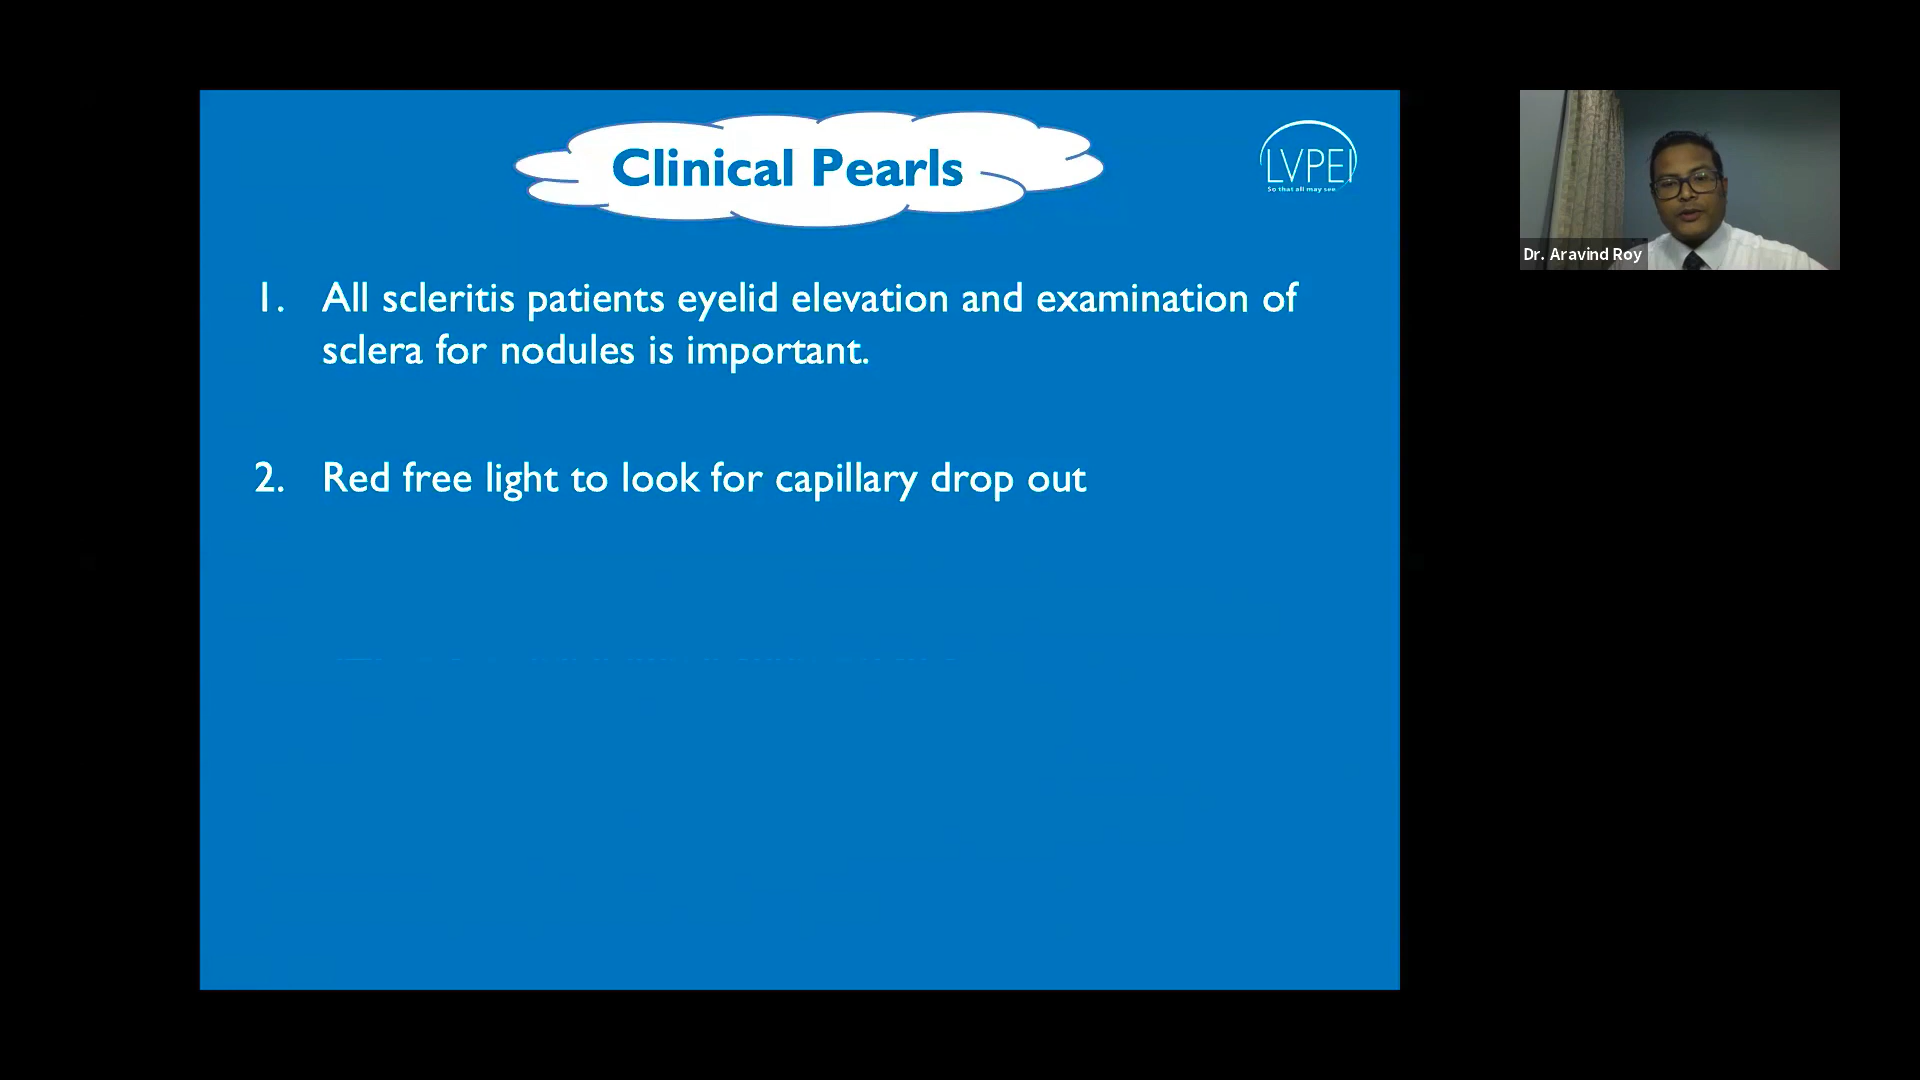 Clinical Pearls
LVPEI
So that all may see
1. All scleritis patients eyelid elevation and examination of
sclera for nodules is important.
2. Red free light to look for capillary drop out
Dr. Aravind Roy